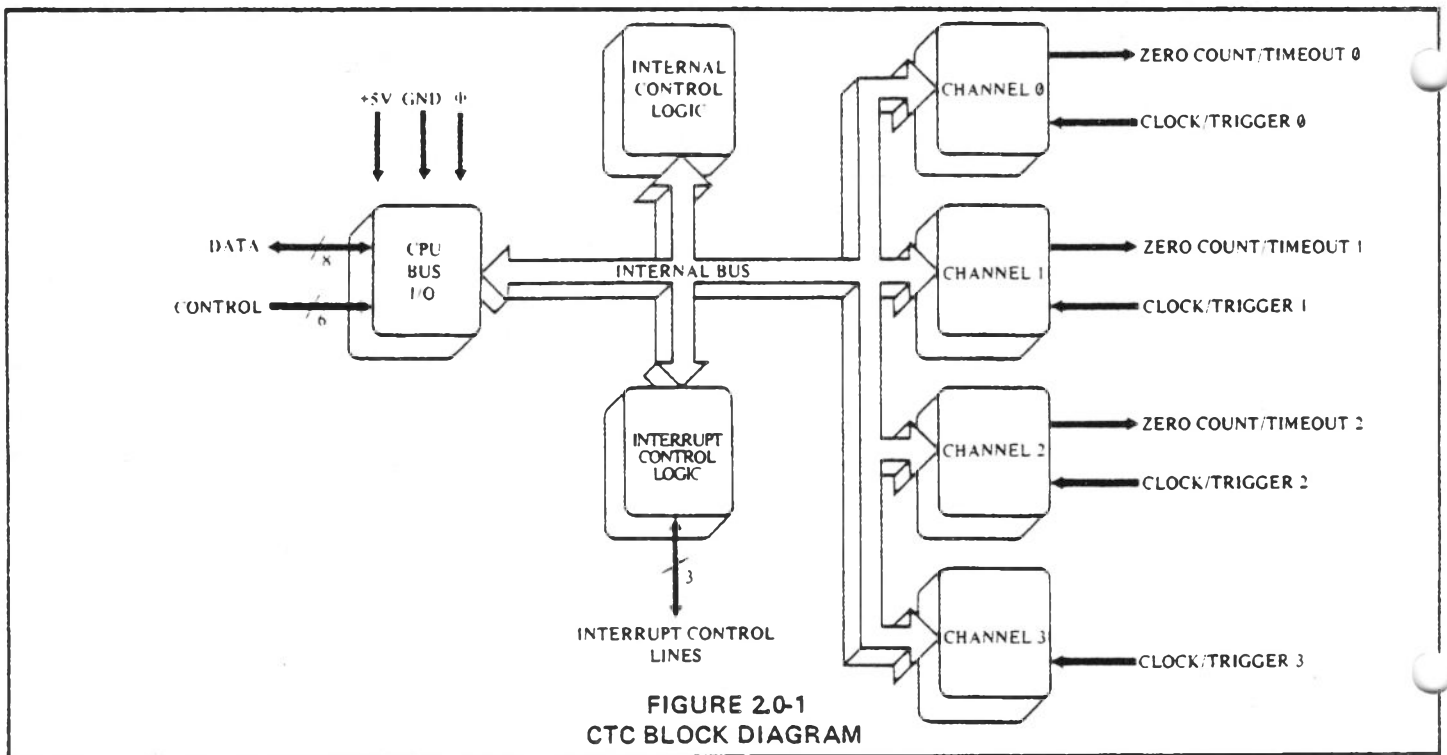 +5V GND Φ
DATA
8
CONTROL
6
CPU
BUS
I/O
INTERNAL
CONTROL
LOGIC
INTERNAL BUS
INTERRUPT
CONTROL
LOGIC
3
INTERRUPT CONTROL
LINES
CHANNEL 0
ZERO COUNT/TIMEOUT 0
CLOCK/TRIGGER 0
CHANNEL 1
ZERO COUNT/TIMEOUT 1
CLOCK/TRIGGER 1
CHANNEL 2
ZERO COUNT/TIMEOUT 2
CLOCK/TRIGGER 2
CHANNEL 3
CLOCK/TRIGGER 3
FIGURE 2.0-1
CTC BLOCK DIAGRAM